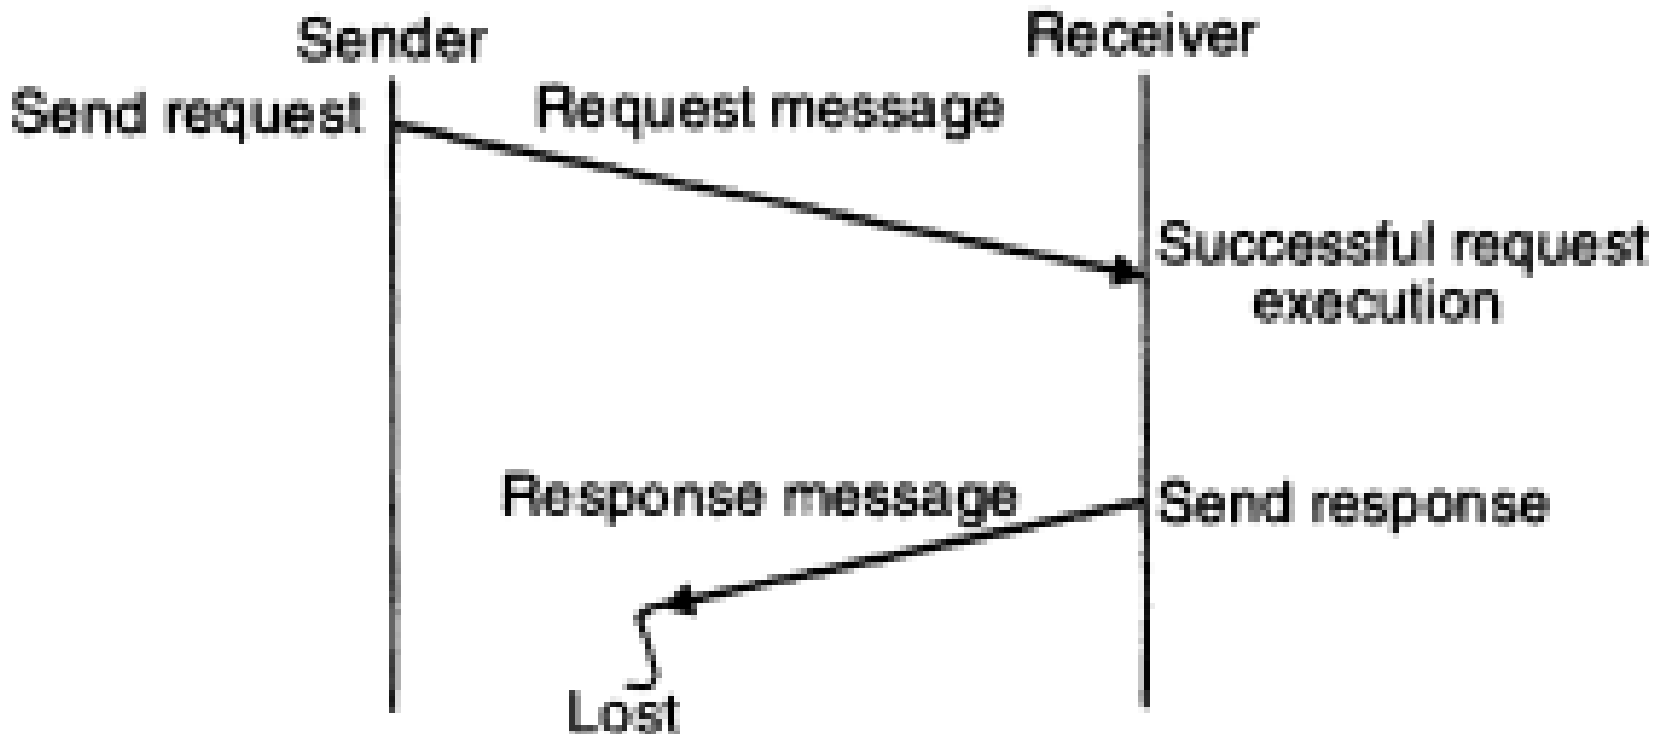 Sender
Receiver
Send request
Request message
Successful request
execution
Response message
Send response
Lost